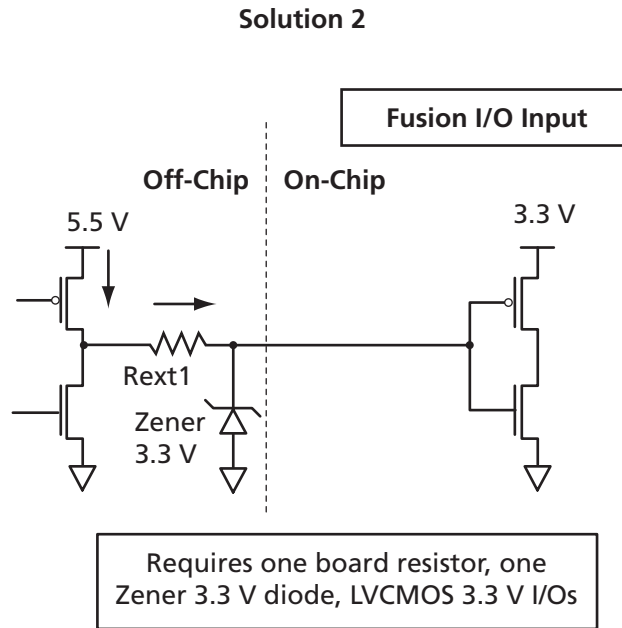 Solution 2
Fusion I/O Input
Off-Chip
On-Chip
5.5 V
3.3 V
Rext1
Zener
3.3 V
Requires one board resistor, one
Zener 3.3 V diode, LVCMOS 3.3 V I/Os